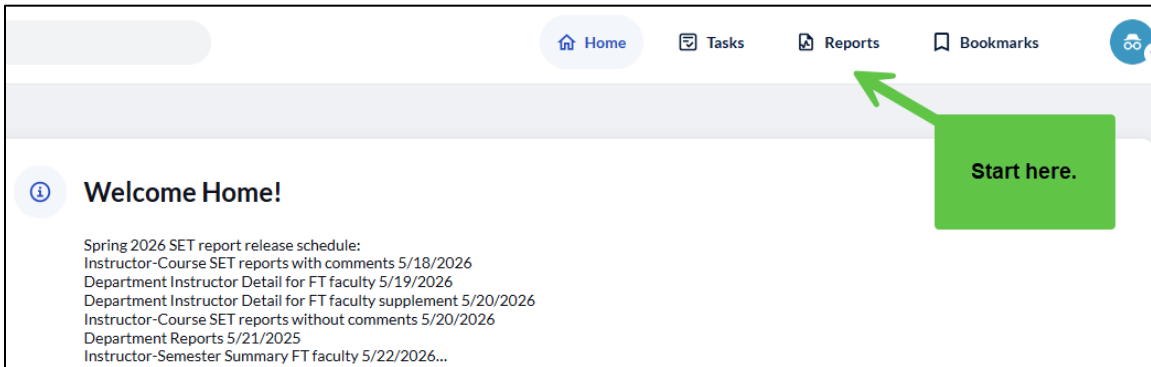 Home Tasks Reports Bookmarks
Start here.
Welcome Home!
Spring 2026 SET report release schedule:
Instructor-Course SET reports with comments 5/18/2026
Department Instructor Detail for FT faculty 5/19/2026
Department Instructor Detail for FT faculty supplement 5/20/2026
Instructor-Course SET reports without comments 5/20/2026
Department Reports 5/21/2025
Instructor-Semester Summary FT faculty 5/22/2026...